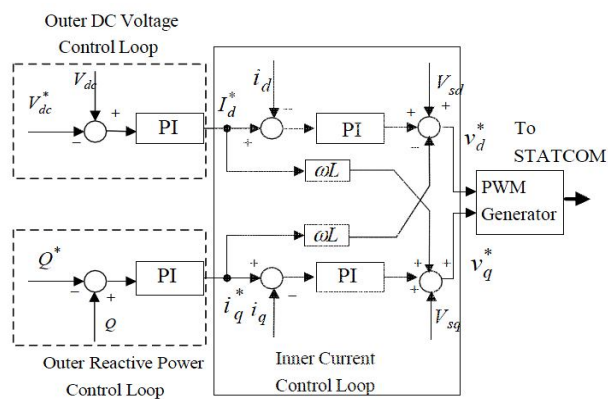 Outer DC Voltage
Control Loop
V_dc
V*_dc
+
−
PI
I*_d
i_d
−
+
PI
V_sd
+
+
−
v*_d
To
STATCOM
ωL
PWM
Generator
ωL
Q*
−
+
PI
Q
i*_q
i_q
+
−
PI
+
+
+
V_sq
v*_q
Outer Reactive Power
Control Loop
Inner Current
Control Loop